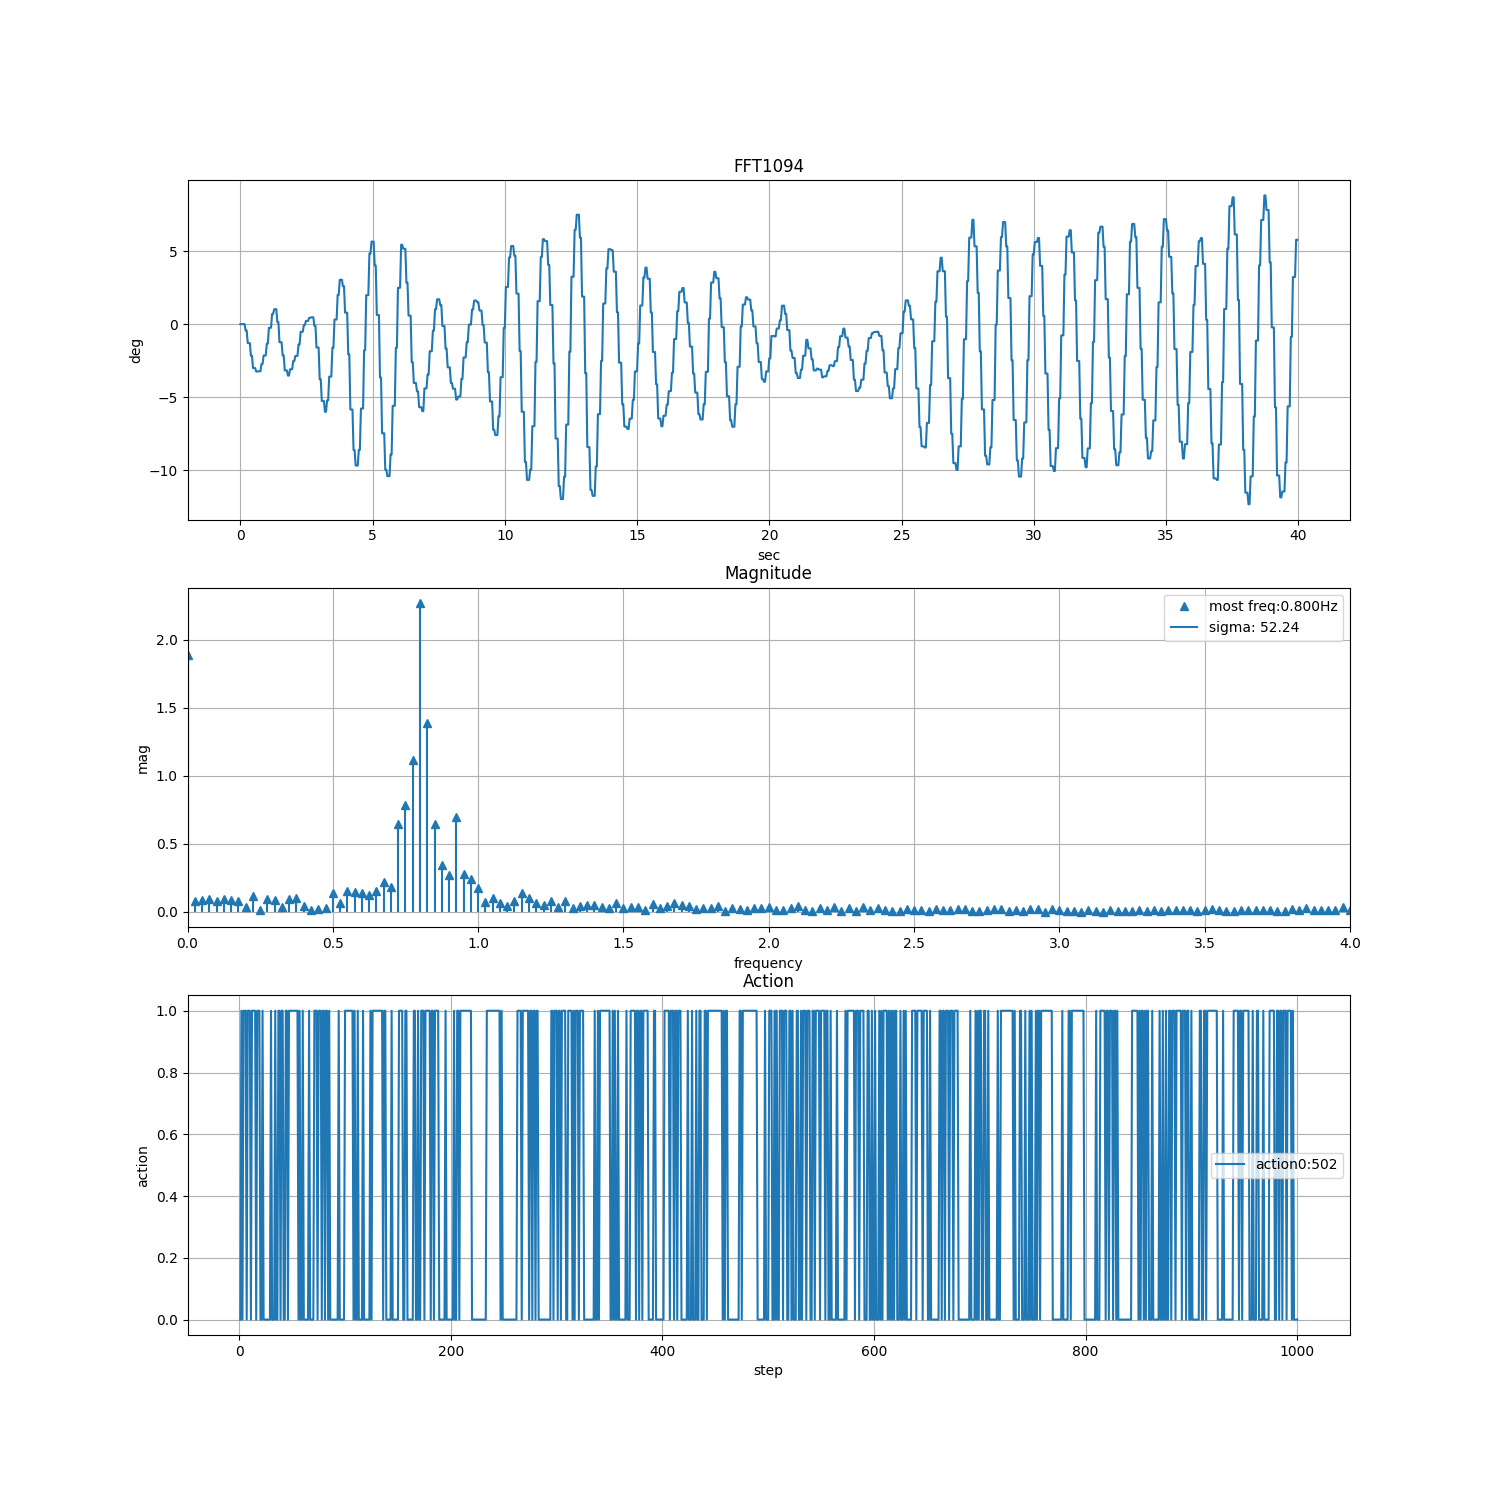 FFT1094
5
0
−5
−10
deg
0 5 10 15 20 25 30 35 40
sec
Magnitude
most freq:0.800Hz
sigma: 52.24
2.0
1.5
1.0
0.5
0.0
mag
0.0 0.5 1.0 1.5 2.0 2.5 3.0 3.5 4.0
frequency
Action
1.0
0.8
0.6
0.4
0.2
0.0
action
action0:502
0 200 400 600 800 1000
step